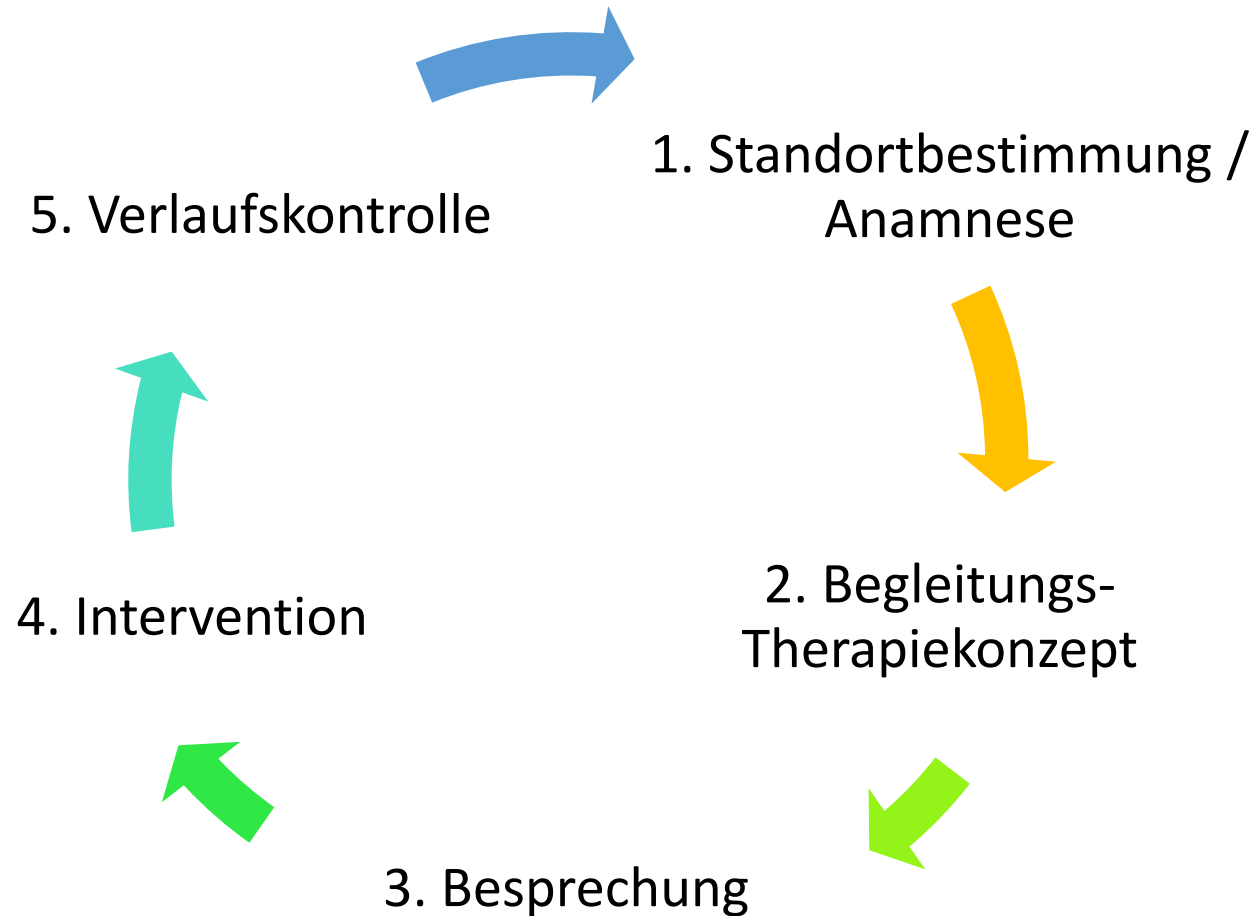 1. Standortbestimmung /
Anamnese
2. Begleitungs-
Therapiekonzept
3. Besprechung
4. Intervention
5. Verlaufskontrolle